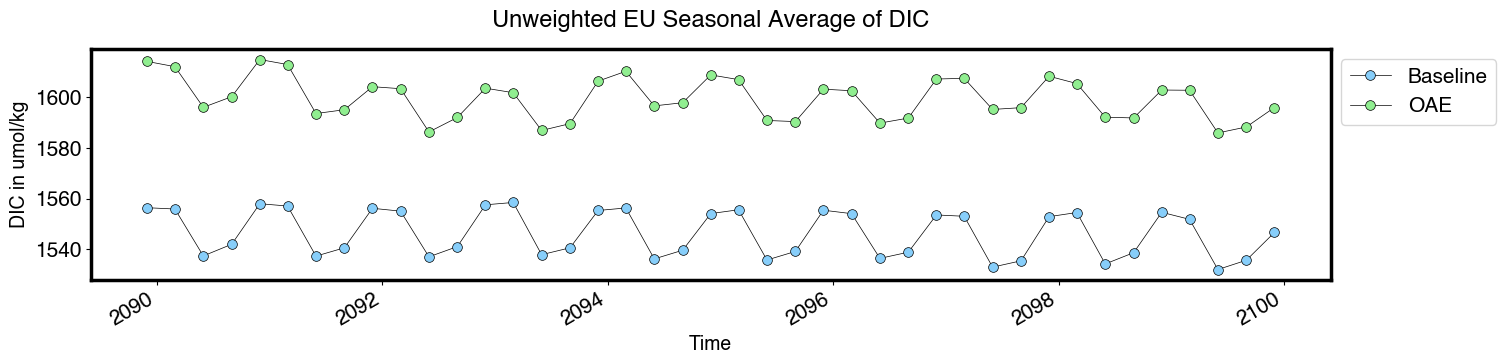 Unweighted EU Seasonal Average of DIC
DIC in umol/kg
1600
1580
1560
1540
2090
2092
2094
2096
2098
2100
Time
Baseline
OAE